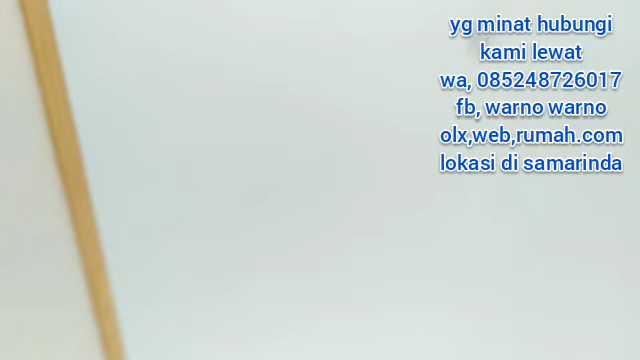 yg minat hubungi
kami lewat
wa, 085248726017
fb, warno warno
olx,web,rumah.com
lokasi di samarinda